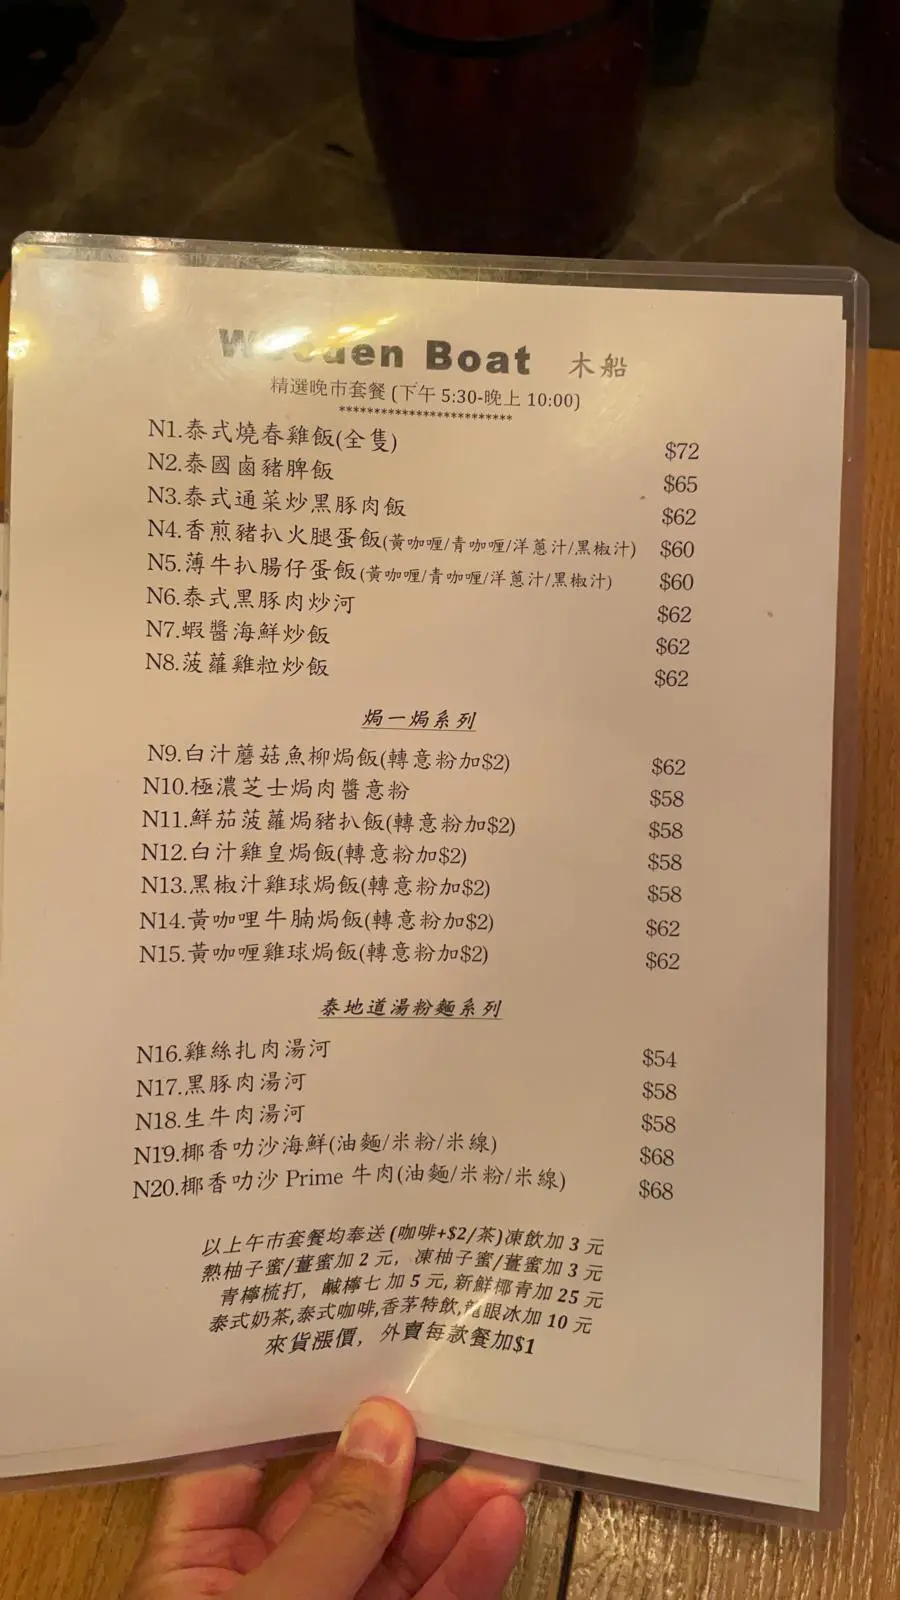 Wooden Boat 木船
精選晚市套餐 (下午 5:30-晚上 10:00)
*************************
N1.泰式燒春雞飯(全隻) $72
N2.泰國鹵豬脾飯 $65
N3.泰式通菜炒黑豚肉飯 $62
N4.香煎豬扒火腿蛋飯(黃咖喱/青咖喱/洋蔥汁/黑椒汁) $60
N5.薄牛扒腸仔蛋飯(黃咖喱/青咖喱/洋蔥汁/黑椒汁) $60
N6.泰式黑豚肉炒河 $62
N7.蝦醬海鮮炒飯 $62
N8.菠蘿雞粒炒飯 $62
焗一焗系列
N9.白汁蘑菇魚柳焗飯(轉意粉加$2) $62
N10.極濃芝士焗肉醬意粉 $58
N11.鮮茄菠蘿焗豬扒飯(轉意粉加$2) $58
N12.白汁雞皇焗飯(轉意粉加$2) $58
N13.黑椒汁雞球焗飯(轉意粉加$2) $58
N14.黃咖哩牛腩焗飯(轉意粉加$2) $62
N15.黃咖喱雞球焗飯(轉意粉加$2) $62
泰地道湯粉麵系列
N16.雞絲扎肉湯河 $54
N17.黑豚肉湯河 $58
N18.生牛肉湯河 $58
N19.椰香叻沙海鮮(油麵/米粉/米線) $68
N20.椰香叻沙 Prime 牛肉(油麵/米粉/米線) $68
以上午市套餐均奉送 (咖啡+$2/茶)凍飲加 3 元
熱柚子蜜/薑蜜加 2 元，凍柚子蜜/薑蜜加 3 元
青檸梳打，鹹檸七加 5 元,新鮮椰青加 25 元
泰式奶茶,泰式咖啡,香茅特飲,龍眼冰加 10 元
來貨漲價，外賣每款餐加$1